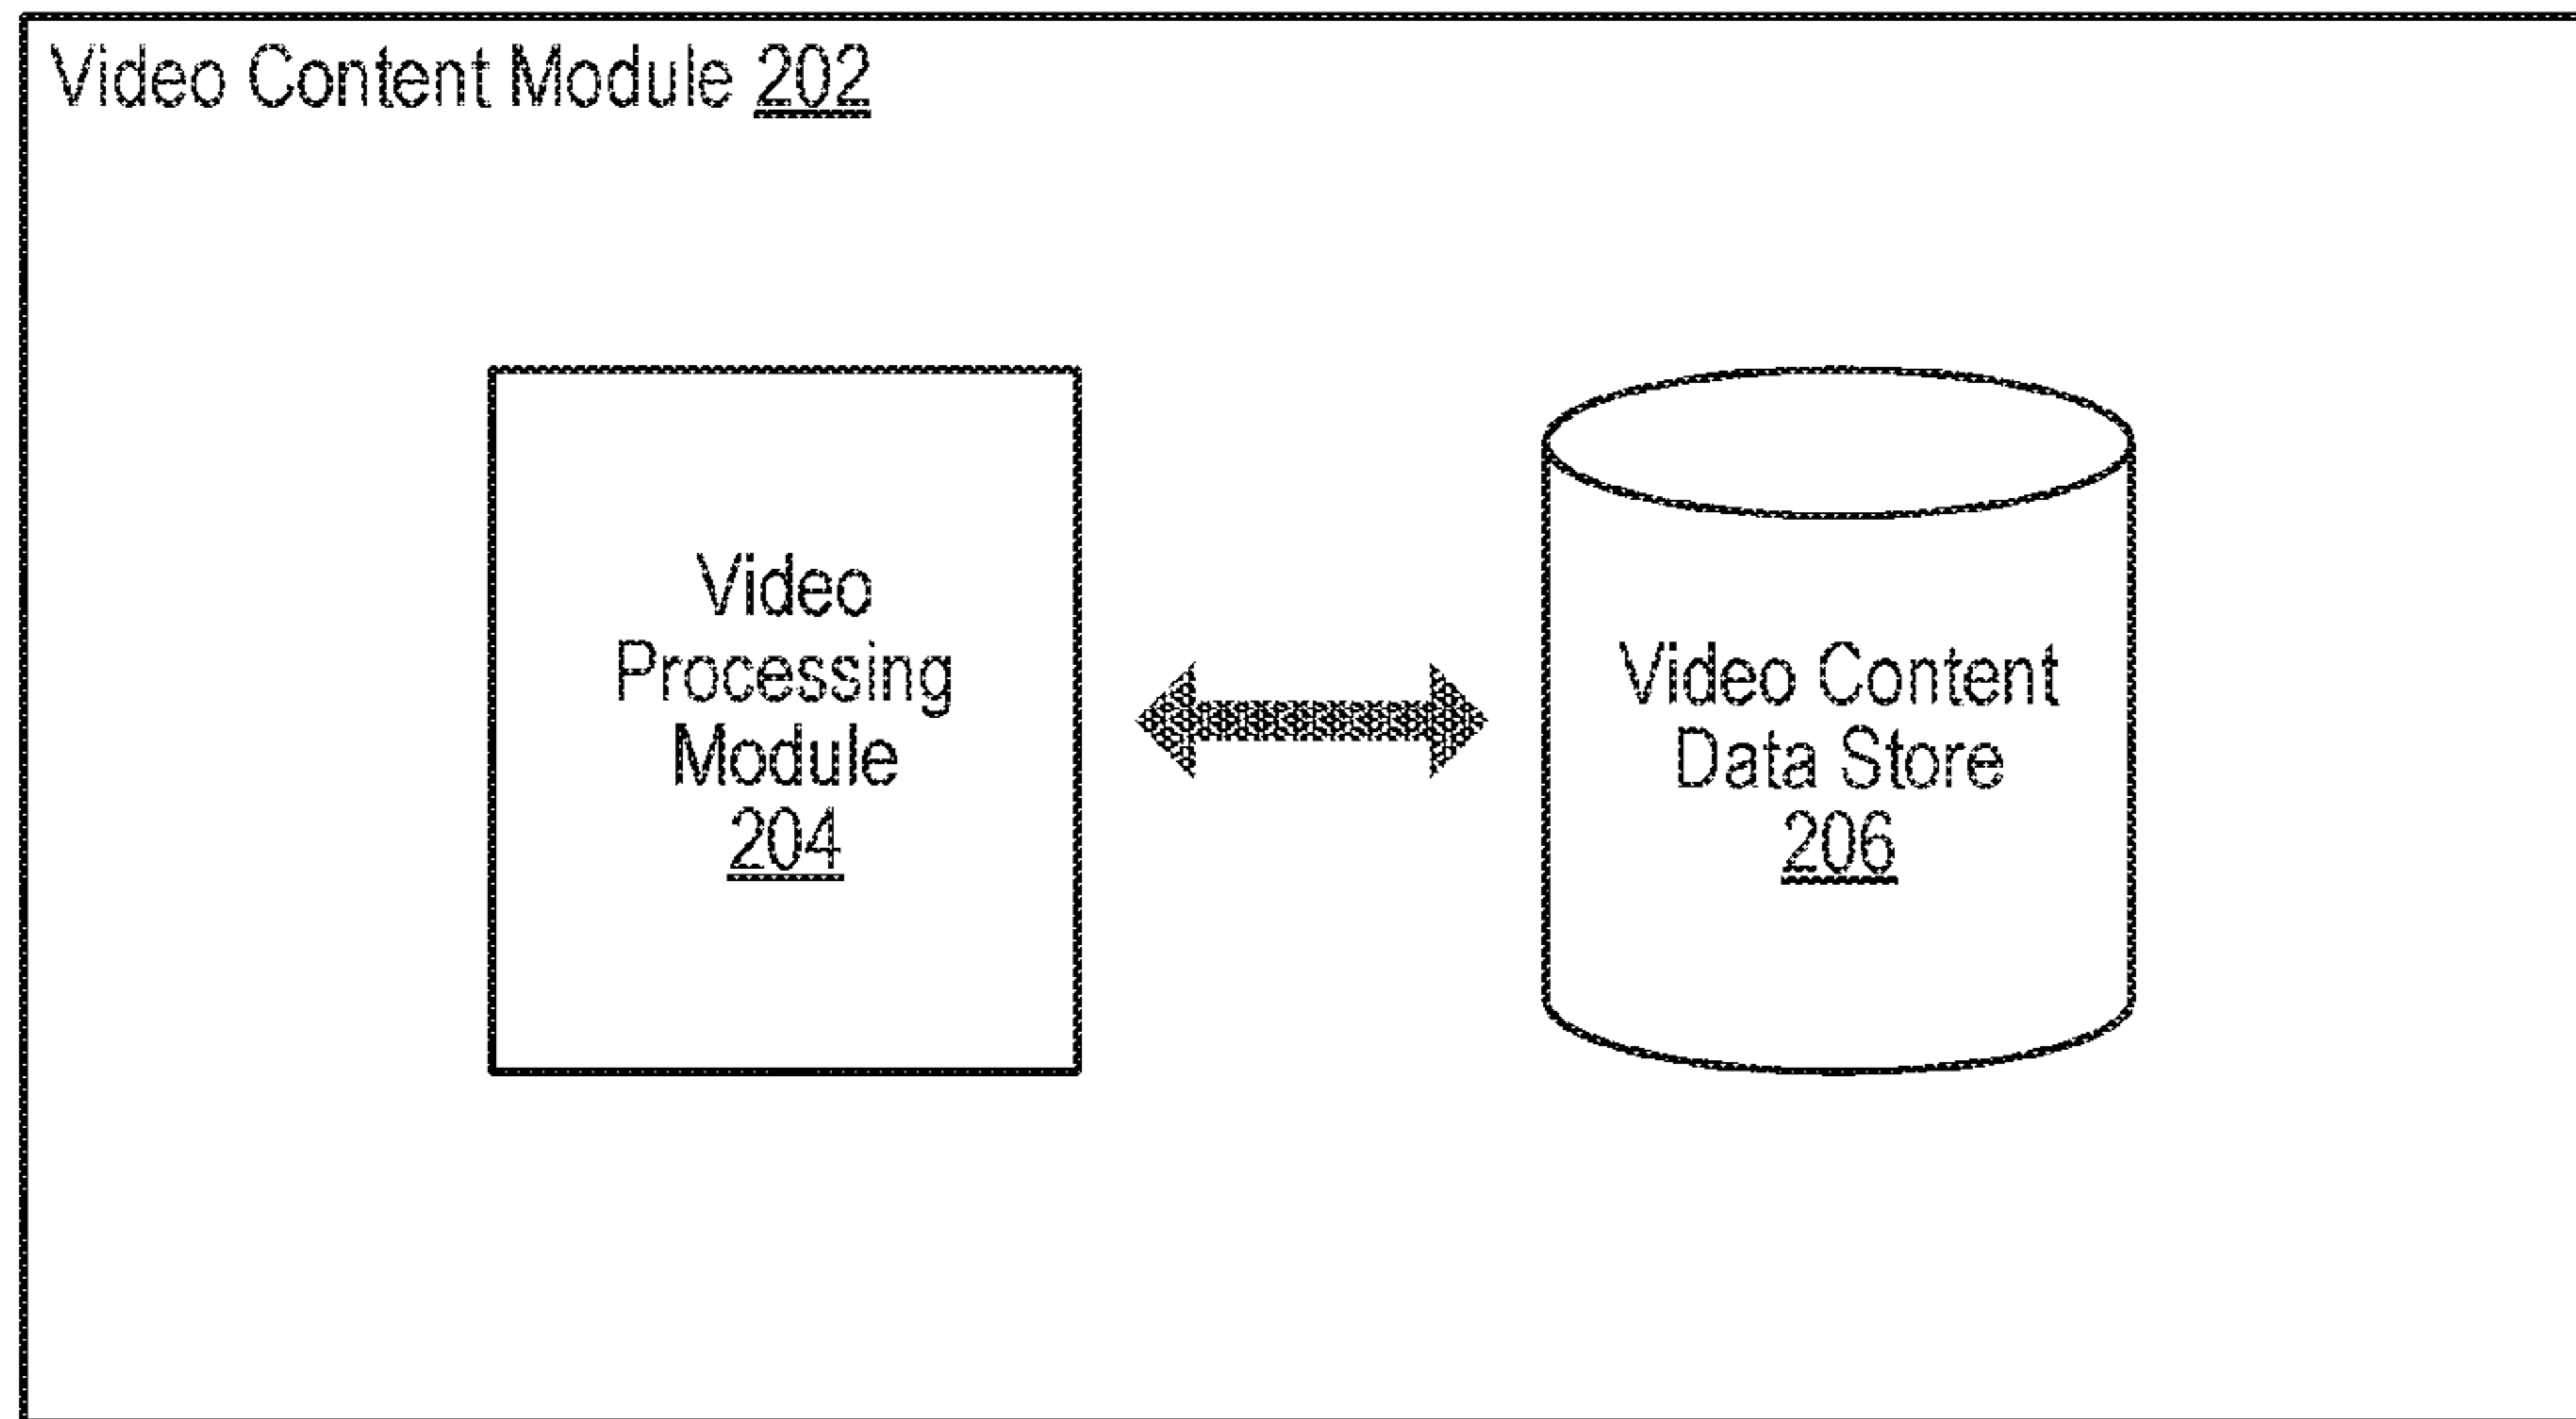 Video Content Module 202
Video
Processing
Module
204
Video Content
Data Store
206